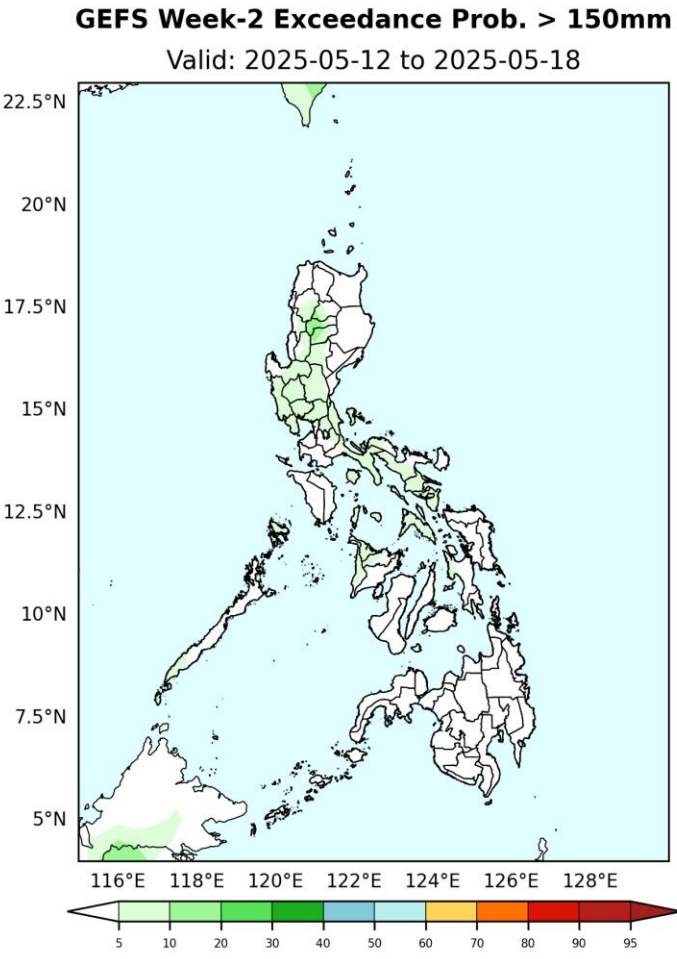 GEFS Week-2 Exceedance Prob. > 150mm
Valid: 2025-05-12 to 2025-05-18
22.5°N
20°N
17.5°N
15°N
12.5°N
10°N
7.5°N
5°N
116°E 118°E 120°E 122°E 124°E 126°E 128°E
5 10 20 30 40 50 60 70 80 90 95